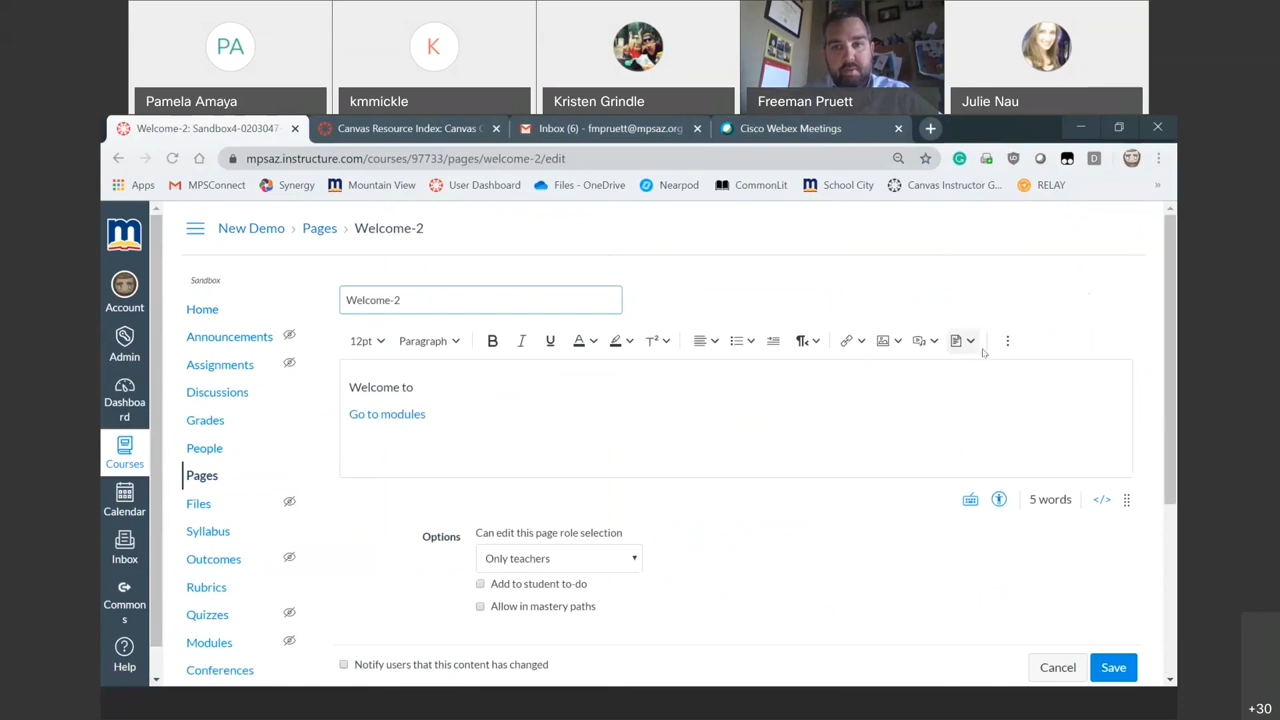 PA
K
Pamela Amaya
kmmickle
Kristen Grindle
Freeman Pruett
Julie Nau
Welcome-2: Sandbox4-0203047-
Canvas Resource Index: Canvas C
Inbox (6) - fmpruett@mpsaz.org
Cisco Webex Meetings
mpsaz.instructure.com/courses/97733/pages/welcome-2/edit
Apps
MPSConnect
Synergy
Mountain View
User Dashboard
Files - OneDrive
Nearpod
CommonLit
School City
Canvas Instructor G...
RELAY
New Demo › Pages › Welcome-2
Account
Admin
Dashboa
rd
Courses
Calendar
Inbox
Common
s
Help
Sandbox
Home
Announcements
Assignments
Discussions
Grades
People
Pages
Files
Syllabus
Outcomes
Rubrics
Quizzes
Modules
Conferences
Welcome-2
12pt Paragraph B I U A T²
Welcome to
Go to modules
5 words </>
Options
Can edit this page role selection
Only teachers
Add to student to-do
Allow in mastery paths
Notify users that this content has changed
Cancel
Save
+30